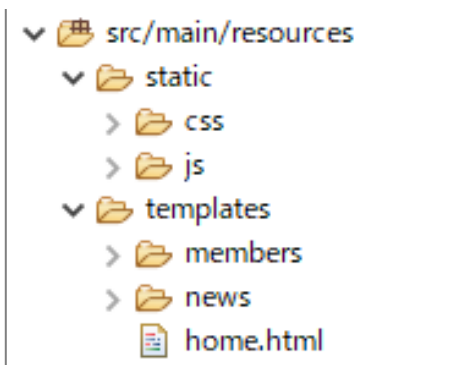 src/main/resources
static
css
js
templates
members
news
home.html